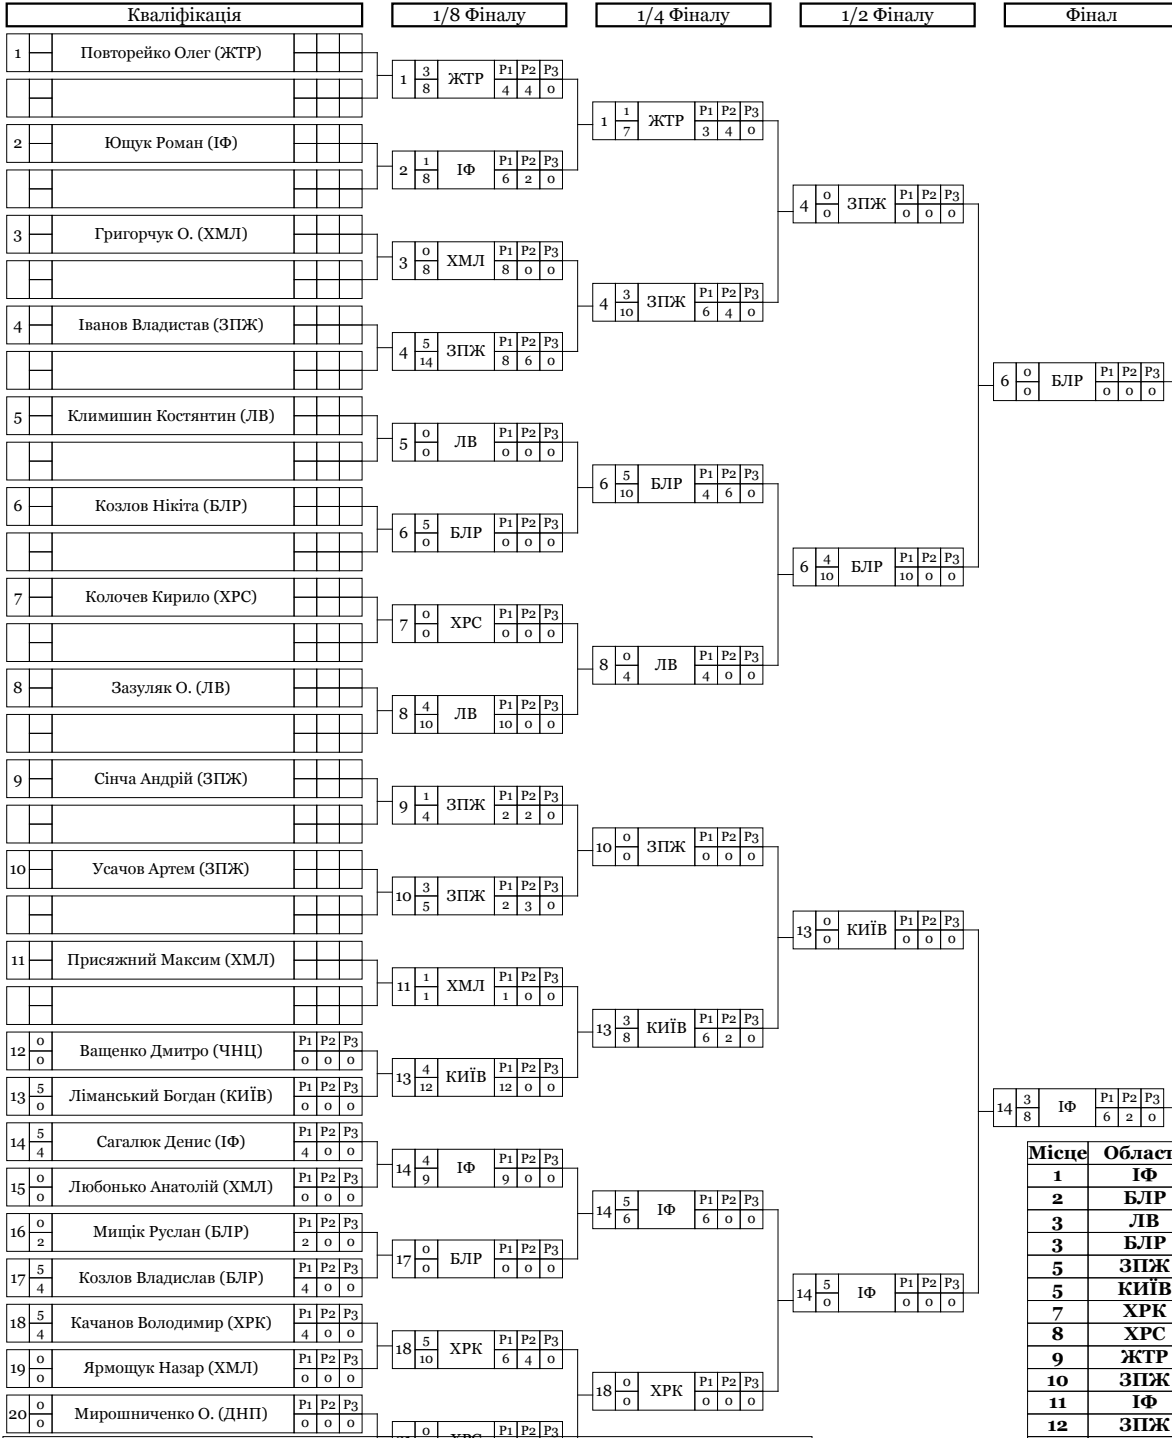 Кваліфікація 1/8 Фіналу 1/4 Фіналу 1/2 Фіналу Фінал
1 Повторейко Олег (ЖТР)
1 3 8 ЖТР P1 P2 P3 4 4 0
1 1 7 ЖТР P1 P2 P3 3 4 0
2 Ющук Роман (ІФ)
2 1 8 ІФ P1 P2 P3 6 2 0
4 0 0 ЗПЖ P1 P2 P3 0 0 0
3 Григорчук О. (ХМЛ)
3 0 8 ХМЛ P1 P2 P3 8 0 0
4 3 10 ЗПЖ P1 P2 P3 6 4 0
4 Іванов Владистав (ЗПЖ)
4 5 14 ЗПЖ P1 P2 P3 8 6 0
6 0 0 БЛР P1 P2 P3 0 0 0
5 Климишин Костянтин (ЛВ)
5 0 0 ЛВ P1 P2 P3 0 0 0
6 5 10 БЛР P1 P2 P3 4 6 0
6 Козлов Нікіта (БЛР)
6 5 0 БЛР P1 P2 P3 0 0 0
6 4 10 БЛР P1 P2 P3 10 0 0
7 Колочев Кирило (ХРС)
7 0 0 ХРС P1 P2 P3 0 0 0
8 0 4 ЛВ P1 P2 P3 4 0 0
8 Зазуляк О. (ЛВ)
8 4 10 ЛВ P1 P2 P3 10 0 0
9 Сінча Андрій (ЗПЖ)
9 1 4 ЗПЖ P1 P2 P3 2 2 0
10 0 0 ЗПЖ P1 P2 P3 0 0 0
10 Усачов Артем (ЗПЖ)
10 3 5 ЗПЖ P1 P2 P3 2 3 0
13 0 0 КИЇВ P1 P2 P3 0 0 0
11 Присяжний Максим (ХМЛ)
11 1 1 ХМЛ P1 P2 P3 1 0 0
13 3 8 КИЇВ P1 P2 P3 6 2 0
12 0 0 Ващенко Дмитро (ЧНЦ) P1 P2 P3 0 0 0
13 4 12 КИЇВ P1 P2 P3 12 0 0
13 5 0 Ліманський Богдан (КИЇВ) P1 P2 P3 0 0 0
14 3 8 ІФ P1 P2 P3 6 2 0
14 5 4 Сагалюк Денис (ІФ) P1 P2 P3 4 0 0
14 4 9 ІФ P1 P2 P3 9 0 0
15 0 0 Любонько Анатолій (ХМЛ) P1 P2 P3 0 0 0
14 5 6 ІФ P1 P2 P3 6 0 0
16 0 2 Мищік Руслан (БЛР) P1 P2 P3 2 0 0
17 0 0 БЛР P1 P2 P3 0 0 0
17 5 4 Козлов Владислав (БЛР) P1 P2 P3 4 0 0
14 5 0 ІФ P1 P2 P3 0 0 0
18 5 4 Качанов Володимир (ХРК) P1 P2 P3 4 0 0
18 5 10 ХРК P1 P2 P3 6 4 0
19 0 0 Ярмощук Назар (ХМЛ) P1 P2 P3 0 0 0
18 0 0 ХРК P1 P2 P3 0 0 0
20 0 0 Мирошниченко О. (ДНП) P1 P2 P3 0 0 0
0 P1 P2 P3
Місце Област
1 ІФ
2 БЛР
3 ЛВ
3 БЛР
5 ЗПЖ
5 КИЇВ
7 ХРК
8 ХРС
9 ЖТР
10 ЗПЖ
11 ІФ
12 ЗПЖ